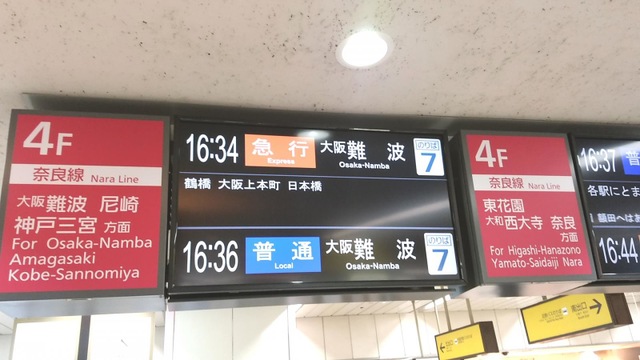 4F
奈良線 Nara Line
大阪難波 尼崎
神戸三宮 方面
For Osaka-Namba
Amagasaki
Kobe-Sannomiya
16:34 急行 Express 大阪難波 Osaka-Namba のりば 7
鶴橋 大阪上本町 日本橋
16:36 普通 Local 大阪難波 Osaka-Namba のりば 7
4F
奈良線 Nara Line
東花園
大和西大寺 奈良
方面
For Higashi-Hanazono
Yamato-Saidaiji Nara
16:37 普
各駅にとま
16:44
出口